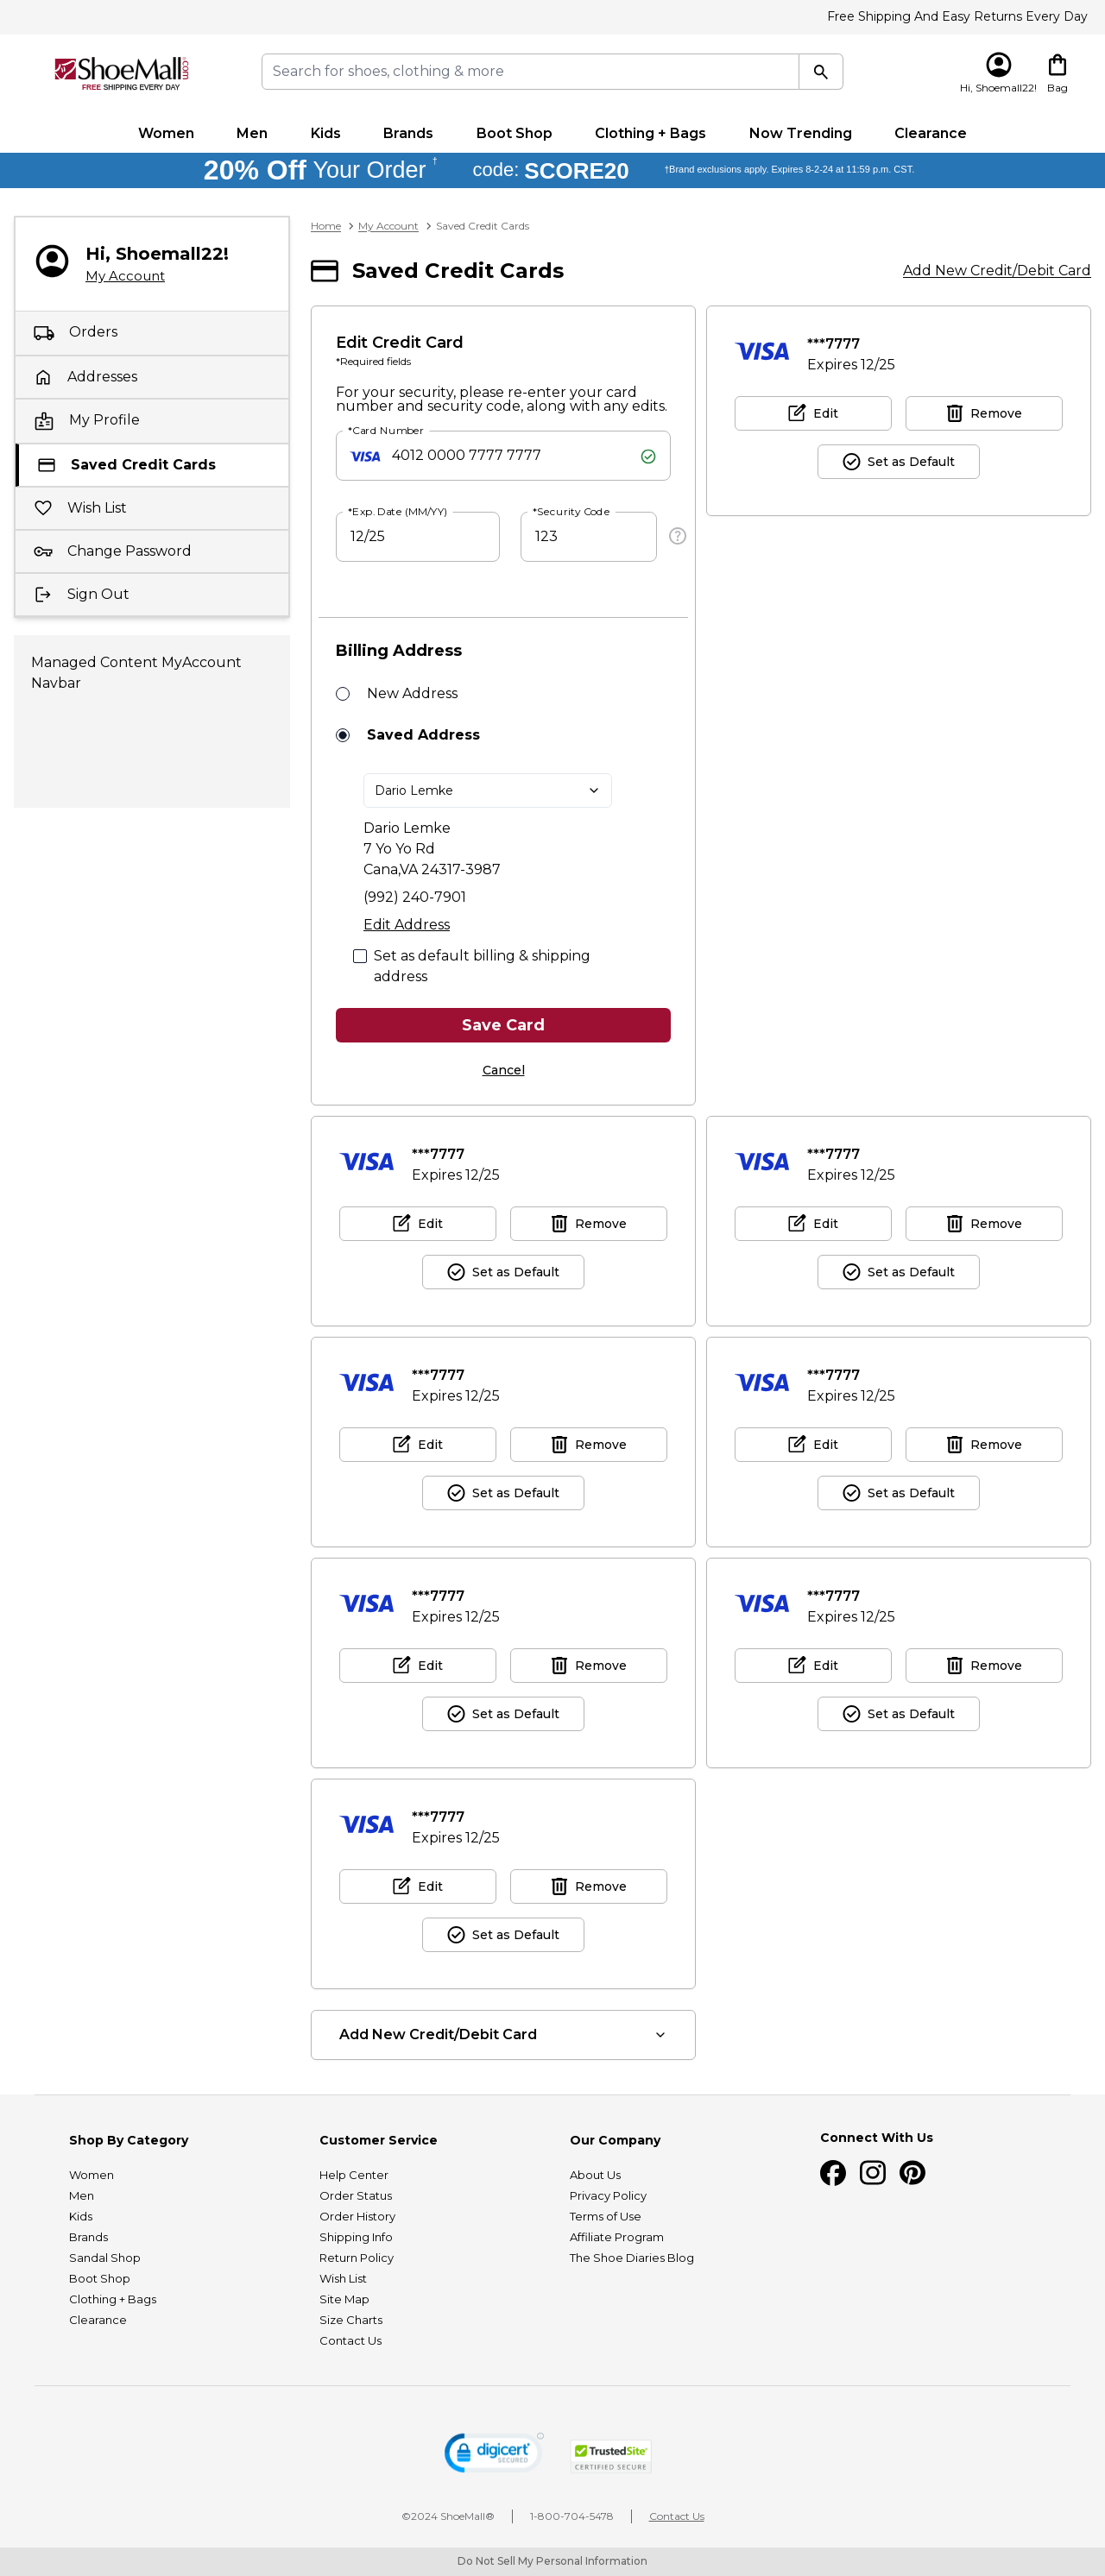 Free Shipping And Easy Returns Every Day
ShoeMall.com
FREE SHIPPING EVERY DAY
Search for shoes, clothing & more
Hi, Shoemall22!
Bag
Women
Men
Kids
Brands
Boot Shop
Clothing + Bags
Now Trending
Clearance
20% Off Your Order † code: SCORE20 †Brand exclusions apply. Expires 8-2-24 at 11:59 p.m. CST.
Hi, Shoemall22!
My Account
Orders
Addresses
My Profile
Saved Credit Cards
Wish List
Change Password
Sign Out
Managed Content MyAccount
Navbar
Home > My Account > Saved Credit Cards
Saved Credit Cards
Add New Credit/Debit Card
Edit Credit Card
*Required fields
For your security, please re-enter your card
number and security code, along with any edits.
*Card Number
VISA 4012 0000 7777 7777
*Exp. Date (MM/YY)
12/25
*Security Code
123
?
Billing Address
New Address
Saved Address
Dario Lemke
Dario Lemke
7 Yo Yo Rd
Cana,VA 24317-3987
(992) 240-7901
Edit Address
Set as default billing & shipping
address
Save Card
Cancel
VISA
***7777
Expires 12/25
Edit
Remove
Set as Default
VISA
***7777
Expires 12/25
Edit
Remove
Set as Default
VISA
***7777
Expires 12/25
Edit
Remove
Set as Default
VISA
***7777
Expires 12/25
Edit
Remove
Set as Default
VISA
***7777
Expires 12/25
Edit
Remove
Set as Default
VISA
***7777
Expires 12/25
Edit
Remove
Set as Default
VISA
***7777
Expires 12/25
Edit
Remove
Set as Default
VISA
***7777
Expires 12/25
Edit
Remove
Set as Default
Add New Credit/Debit Card
Shop By Category
Women
Men
Kids
Brands
Sandal Shop
Boot Shop
Clothing + Bags
Clearance
Customer Service
Help Center
Order Status
Order History
Shipping Info
Return Policy
Wish List
Site Map
Size Charts
Contact Us
Our Company
About Us
Privacy Policy
Terms of Use
Affiliate Program
The Shoe Diaries Blog
Connect With Us
digicert
SECURED
TrustedSite
CERTIFIED SECURE
©2024 ShoeMall®
1-800-704-5478
Contact Us
Do Not Sell My Personal Information